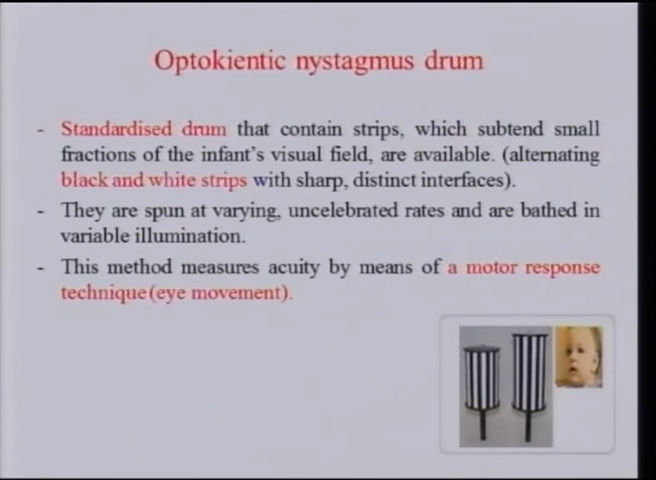 Optokientic nystagmus drum
- Standardised drum that contain strips, which subtend small
fractions of the infant's visual field, are available. (alternating
black and white strips with sharp, distinct interfaces).
- They are spun at varying, uncelebrated rates and are bathed in
variable illumination.
- This method measures acuity by means of a motor response
technique(eye movement).